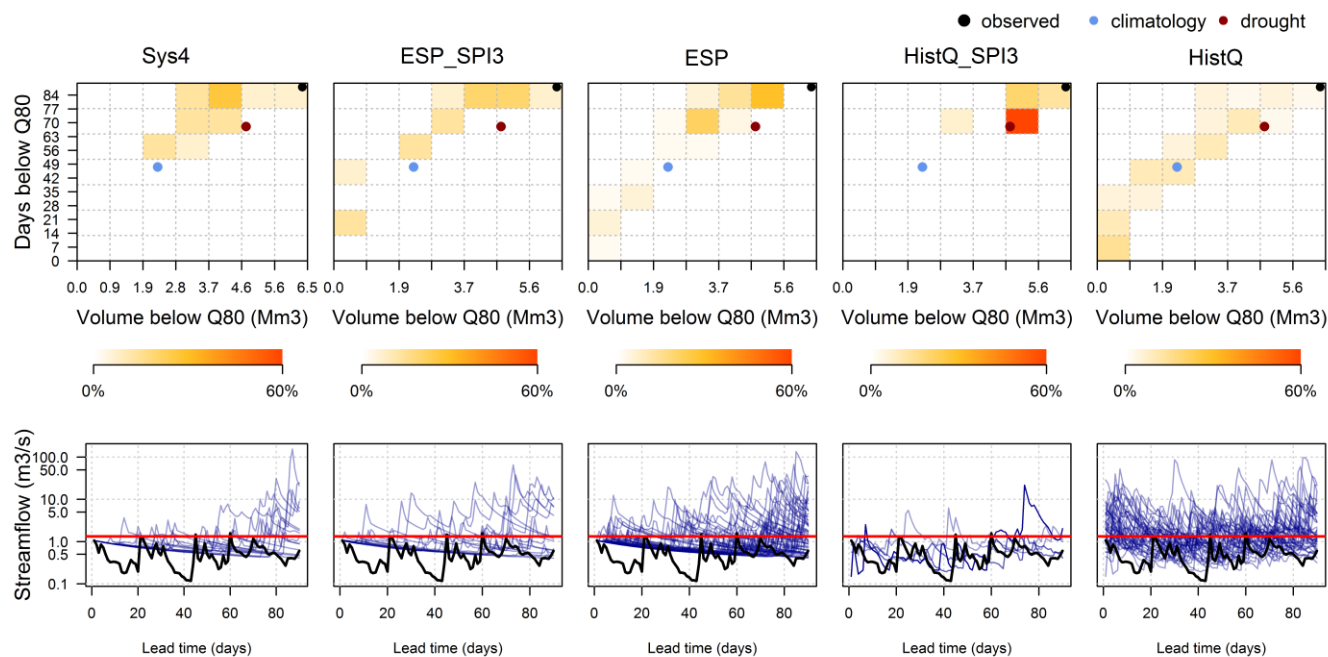 observed climatology drought
Sys4 ESP_SPI3 ESP HistQ_SPI3 HistQ
Days below Q80
84
77
70
63
56
49
42
35
28
21
14
7
0
0.0 0.9 1.9 2.8 3.7 4.6 5.6 6.5 0.0 1.9 3.7 5.6 0.0 1.9 3.7 5.6 0.0 1.9 3.7 5.6 0.0 1.9 3.7 5.6
Volume below Q80 (Mm3) Volume below Q80 (Mm3) Volume below Q80 (Mm3) Volume below Q80 (Mm3) Volume below Q80 (Mm3)
0% 60% 0% 60% 0% 60% 0% 60% 0% 60%
Streamflow (m3/s)
100.0
50.0
10.0
5.0
1.0
0.5
0.1
0 20 40 60 80 0 20 40 60 80 0 20 40 60 80 0 20 40 60 80 0 20 40 60 80
Lead time (days) Lead time (days) Lead time (days) Lead time (days) Lead time (days)